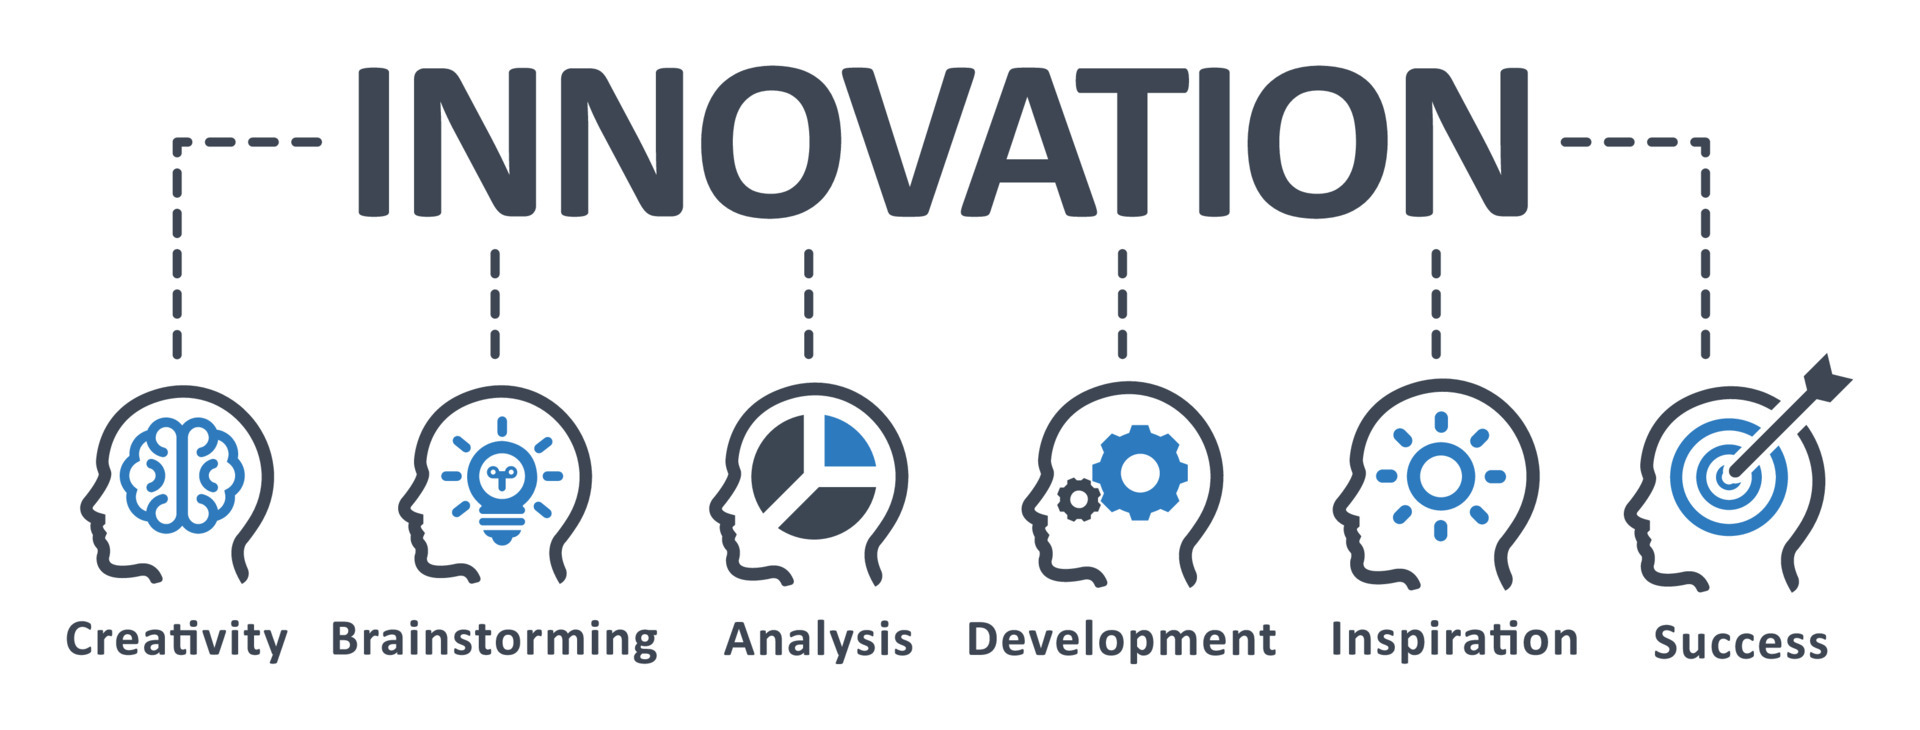 INNOVATION
Creativity
Brainstorming
Analysis
Development
Inspiration
Success